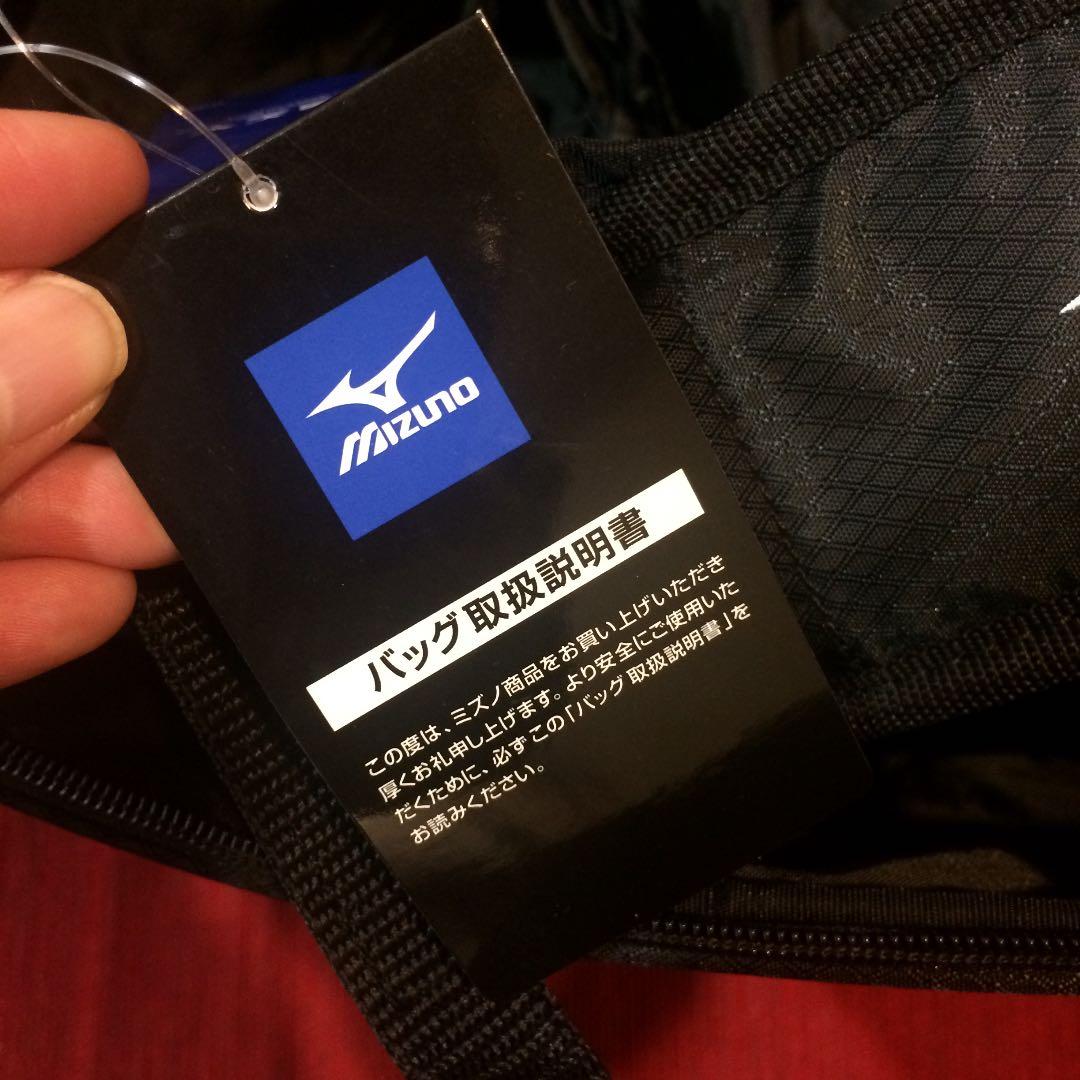 MIZUNO
バッグ取扱説明書
この度は、ミズノ商品をお買い上げいただき
厚くお礼申し上げます。より安全にご使用いた
だくために、必ずこの「バッグ取扱説明書」を
お読みください。